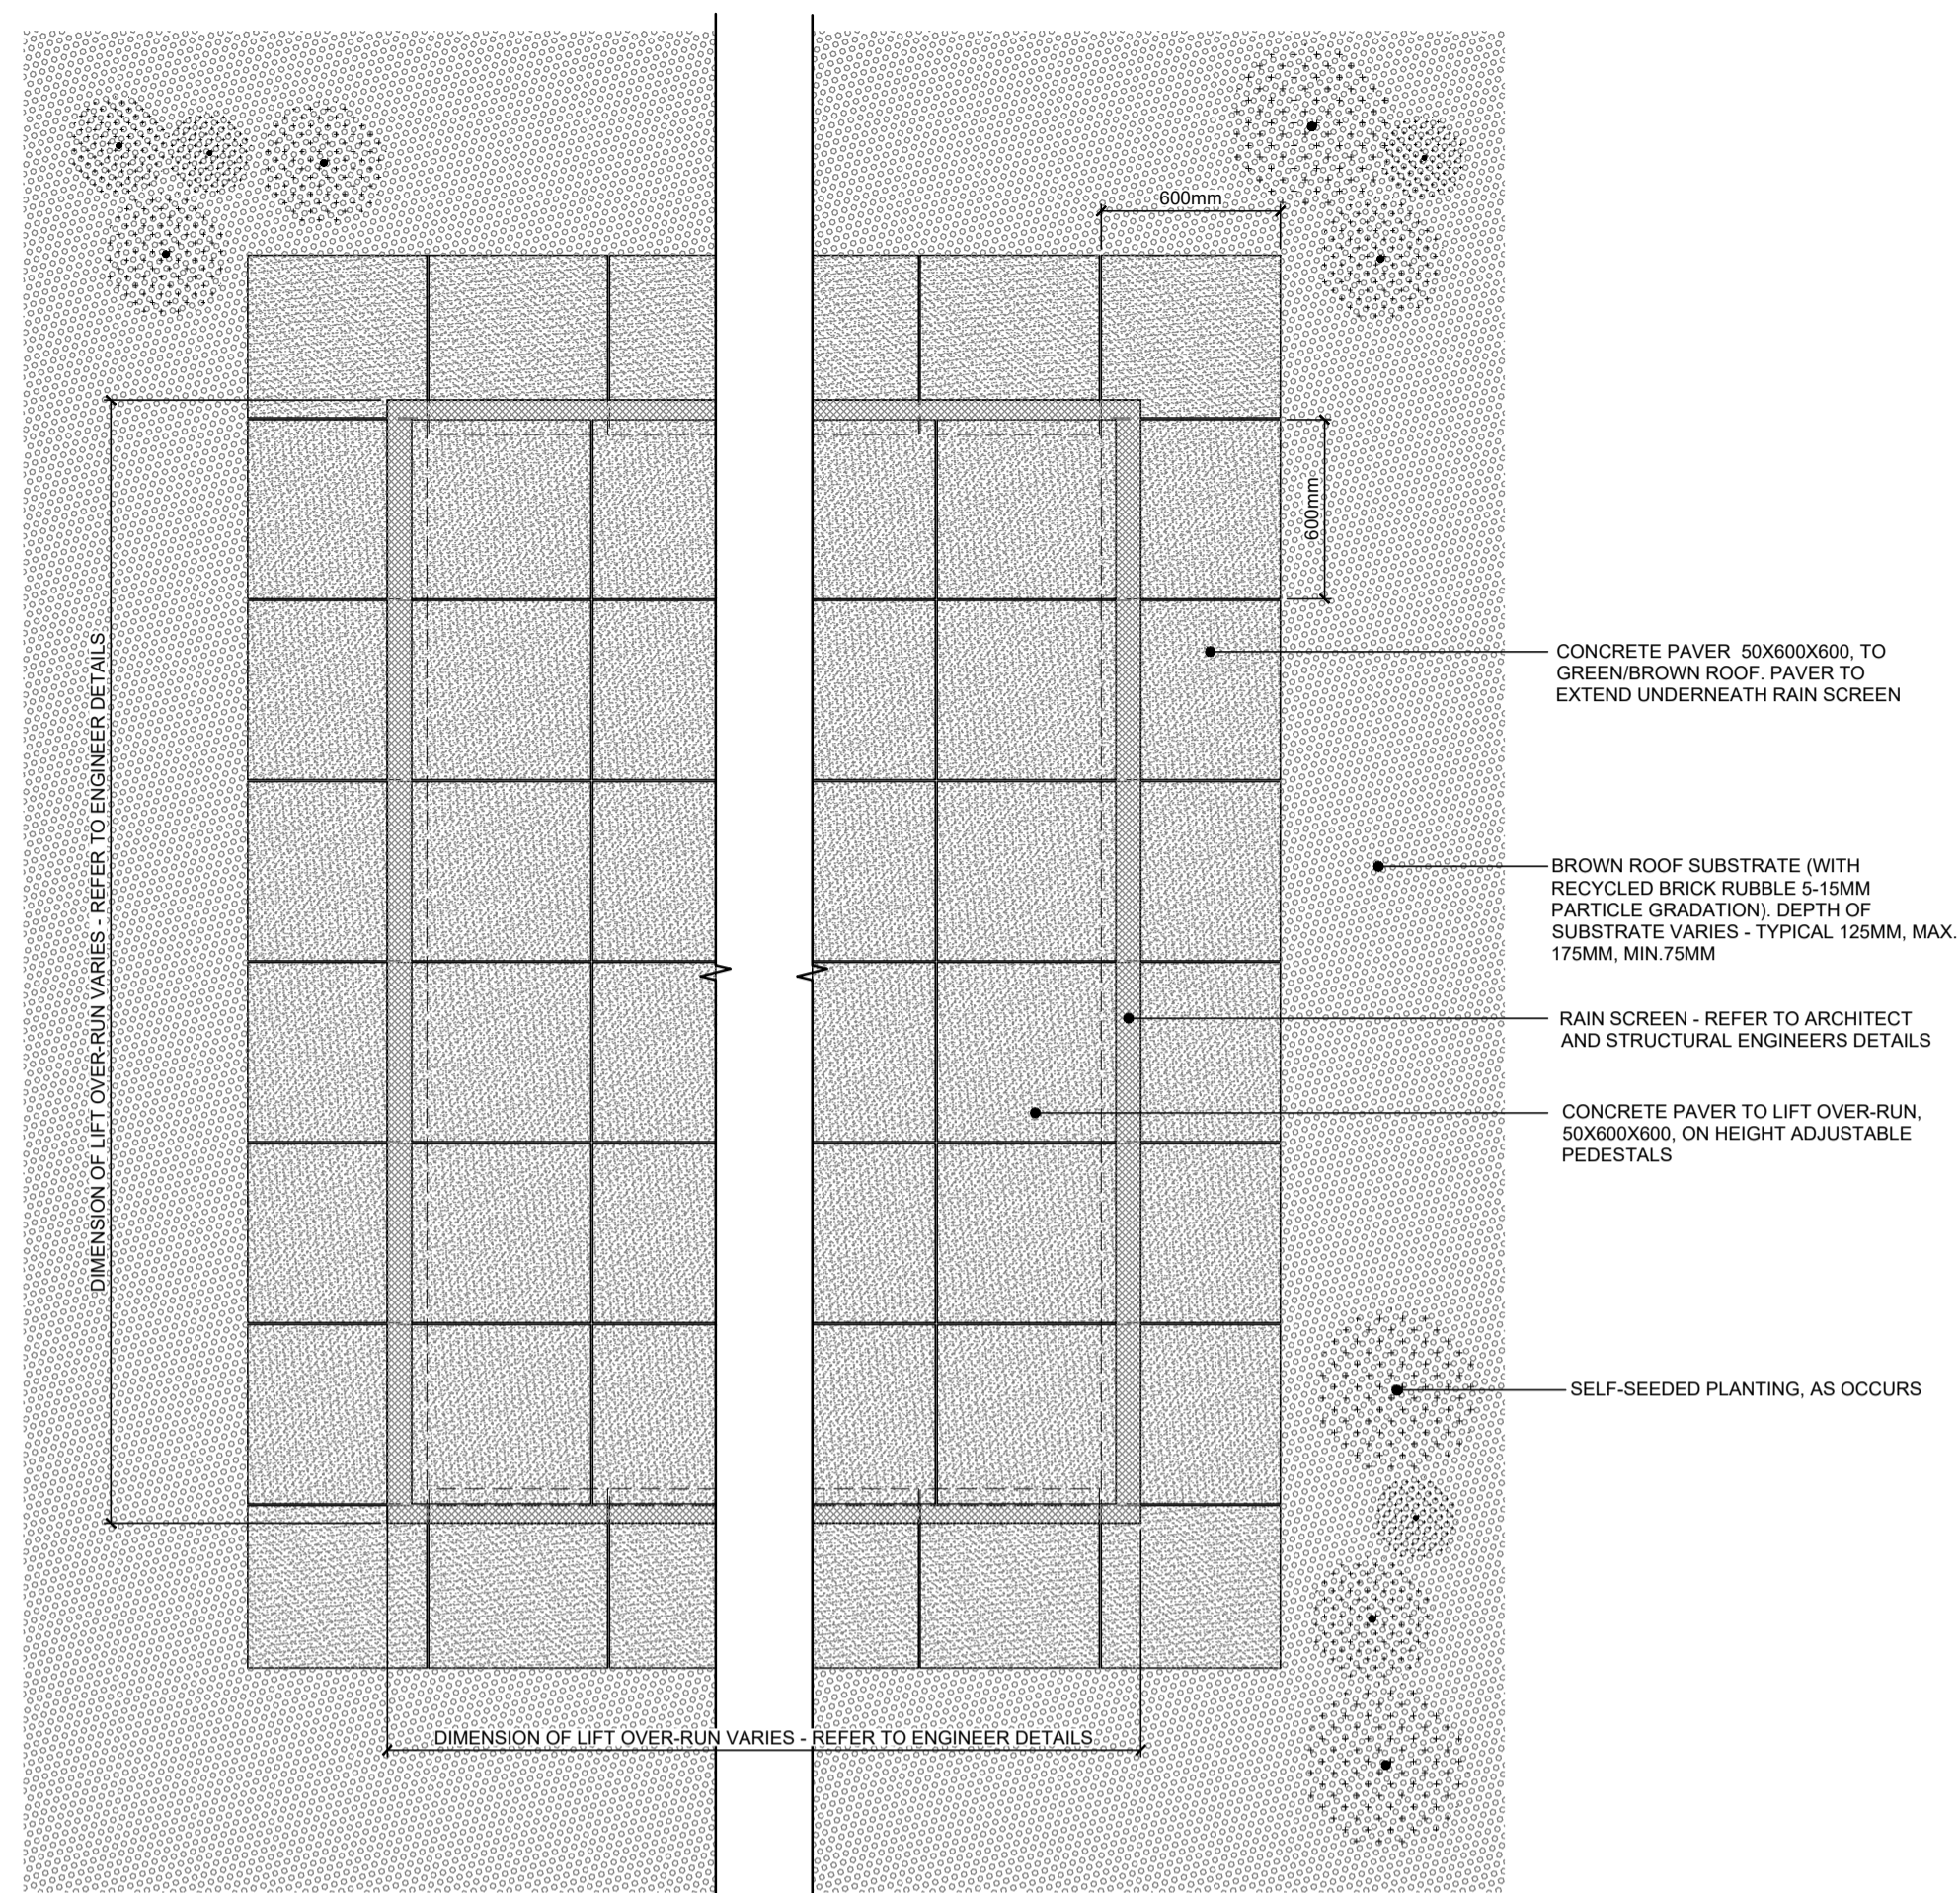 600mm
600mm
CONCRETE PAVER  50X600X600, TO
GREEN/BROWN ROOF. PAVER TO
EXTEND UNDERNEATH RAIN SCREEN
DIMENSION OF LIFT OVER-RUN VARIES - REFER TO ENGINEER DETAILS
BROWN ROOF SUBSTRATE (WITH
RECYCLED BRICK RUBBLE 5-15MM
PARTICLE GRADATION). DEPTH OF
SUBSTRATE VARIES - TYPICAL 125MM, MAX.
175MM, MIN.75MM
RAIN SCREEN - REFER TO ARCHITECT
AND STRUCTURAL ENGINEERS DETAILS
CONCRETE PAVER TO LIFT OVER-RUN,
50X600X600, ON HEIGHT ADJUSTABLE
PEDESTALS
SELF-SEEDED PLANTING, AS OCCURS
DIMENSION OF LIFT OVER-RUN VARIES - REFER TO ENGINEER DETAILS